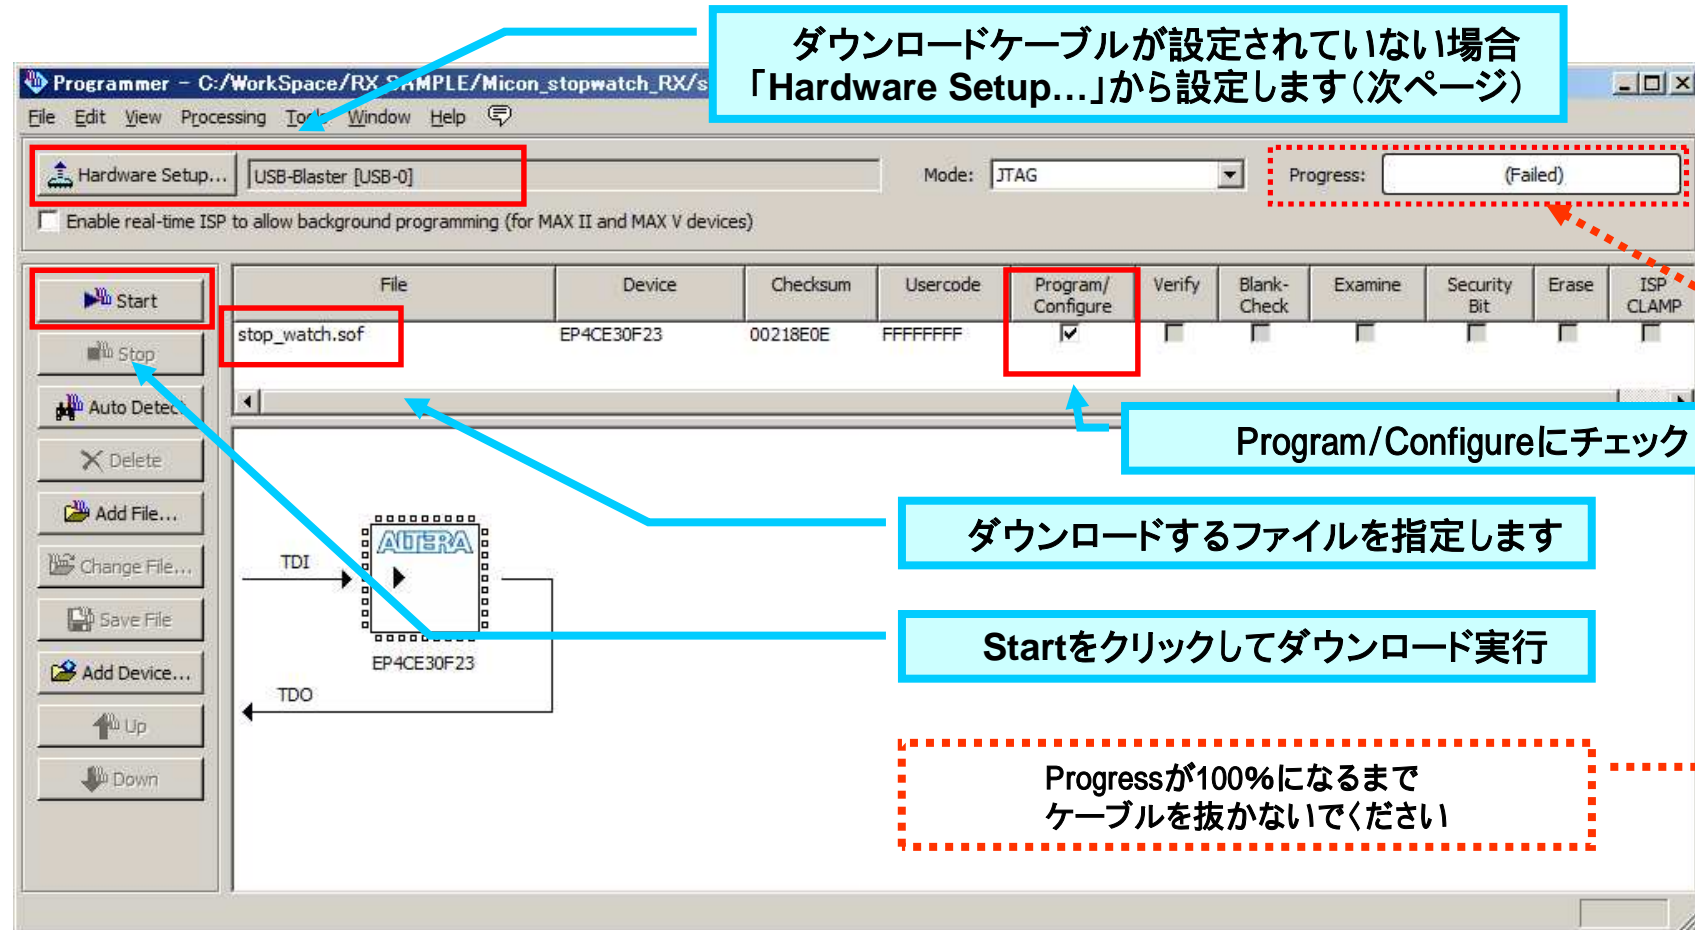 ダウンロードケーブルが設定されていない場合
「Hardware Setup...」から設定します（次ページ）
Programmer - C:/WorkSpace/RX_SAMPLE/Micon_stopwatch_RX/s
File Edit View Processing Tools Window Help
Hardware Setup... USB-Blaster [USB-0] Mode: JTAG Progress: (Failed)
Enable real-time ISP to allow background programming (for MAX II and MAX V devices)
File Device Checksum Usercode Program/ Verify Blank- Examine Security Erase ISP
Configure Check Bit CLAMP
stop_watch.sof EP4CE30F23 00218E0E FFFFFFFF
Start
Stop
Auto Detect
Delete
Add File...
Change File...
Save File
Add Device...
Up
Down
Program/Configureにチェック
ダウンロードするファイルを指定します
ALTERA
TDI
EP4CE30F23
TDO
Startをクリックしてダウンロード実行
Progressが100%になるまで
ケーブルを抜かないでください